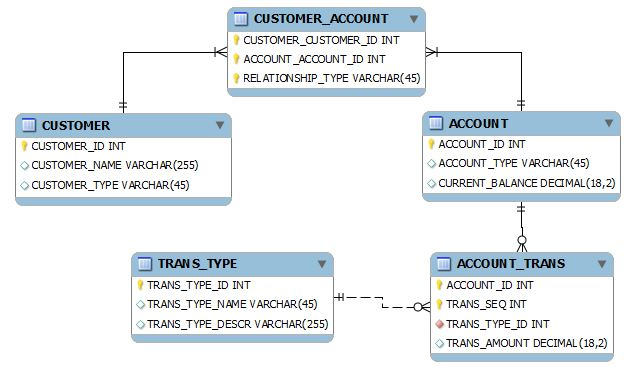 CUSTOMER_ACCOUNT
CUSTOMER_CUSTOMER_ID INT
ACCOUNT_ACCOUNT_ID INT
RELATIONSHIP_TYPE VARCHAR(45)
CUSTOMER
CUSTOMER_ID INT
CUSTOMER_NAME VARCHAR(255)
CUSTOMER_TYPE VARCHAR(45)
ACCOUNT
ACCOUNT_ID INT
ACCOUNT_TYPE VARCHAR(45)
CURRENT_BALANCE DECIMAL(18,2)
TRANS_TYPE
TRANS_TYPE_ID INT
TRANS_TYPE_NAME VARCHAR(45)
TRANS_TYPE_DESCR VARCHAR(255)
ACCOUNT_TRANS
ACCOUNT_ID INT
TRANS_SEQ INT
TRANS_TYPE_ID INT
TRANS_AMOUNT DECIMAL(18,2)